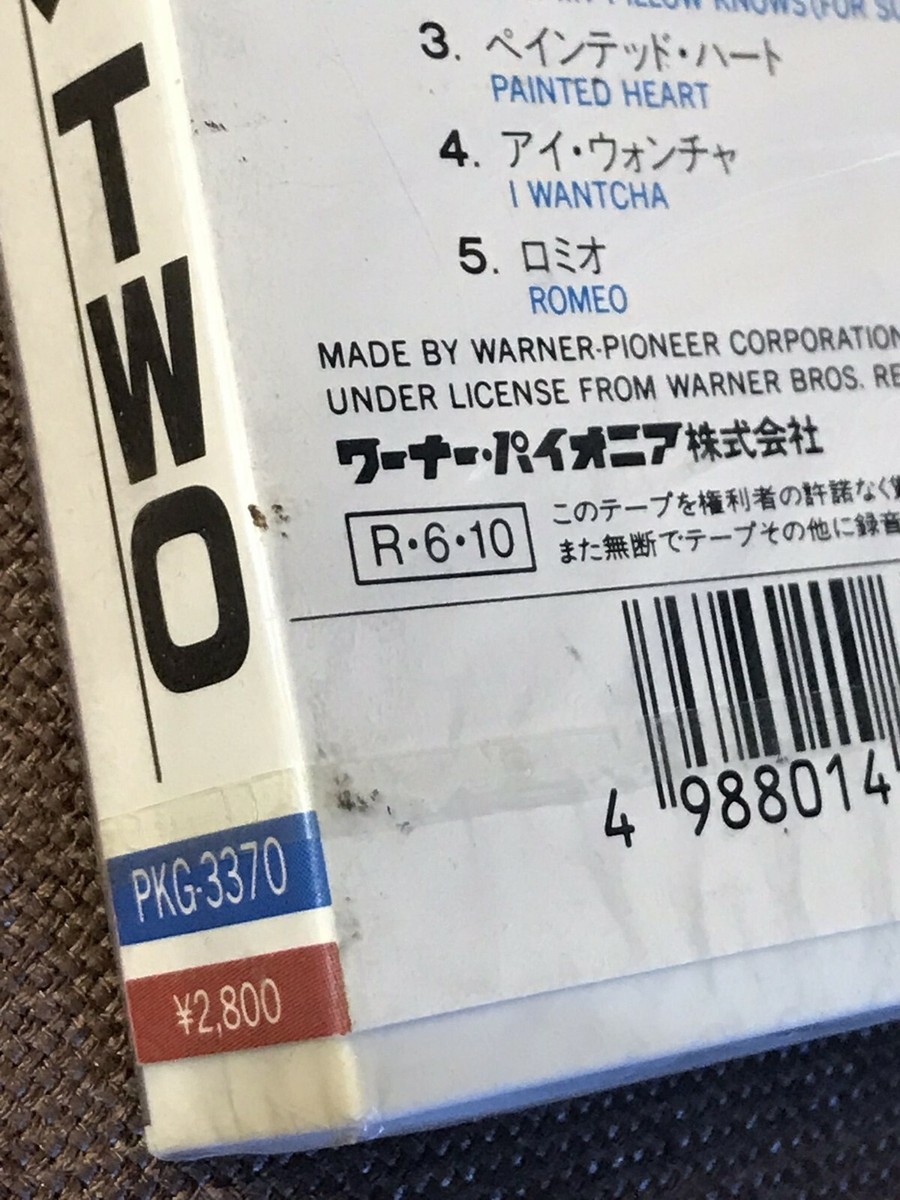 PILLOW KNOWS (FOR
3. ペインテッド・ハート
PAINTED HEART
4. アイ・ウォンチャ
I WANTCHA
5. ロミオ
ROMEO
MADE BY WARNER-PIONEER CORPORATION
UNDER LICENSE FROM WARNER BROS.
ワーナー・パイオニア株式会社
R・6・10
このテープを権利者の許諾なく
また無断でテープその他に録音
4 988014
TWO
PKG-3370
¥2,800